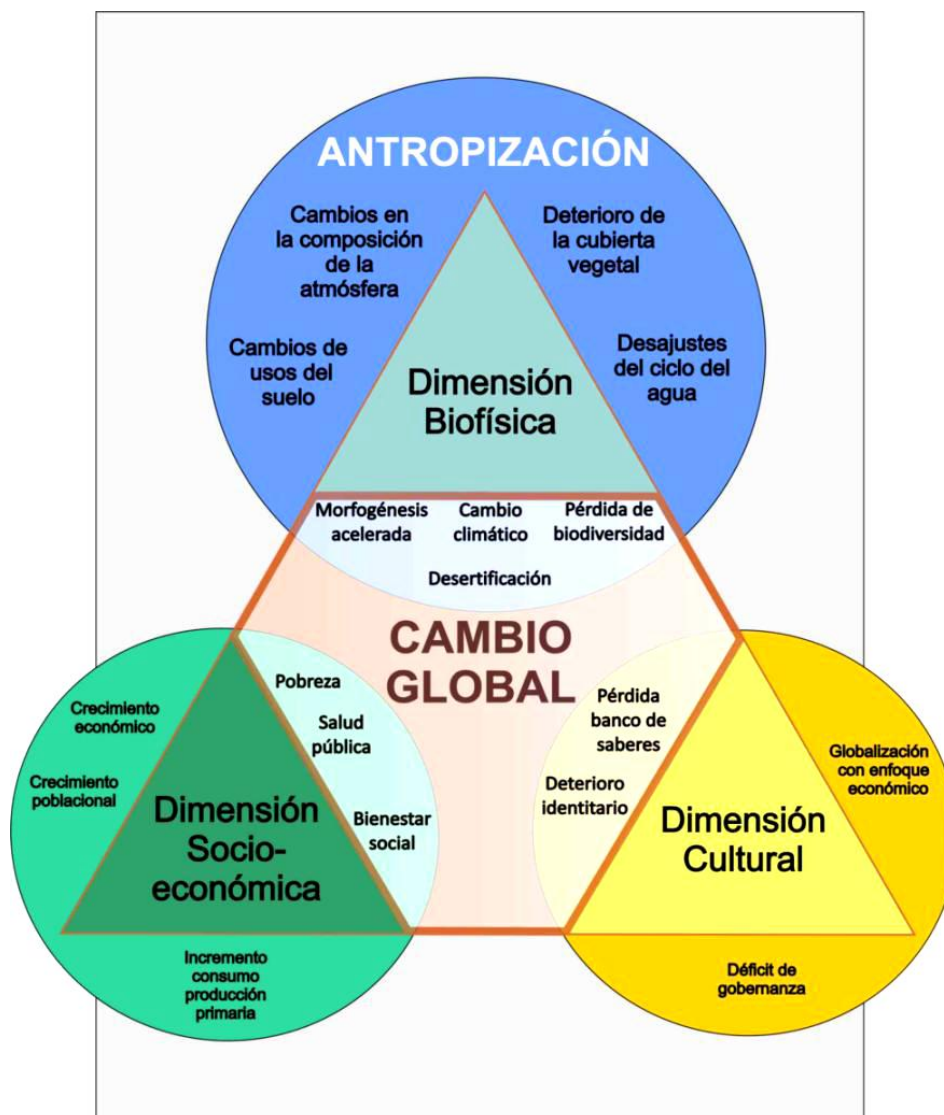 ANTROPIZACIÓN
Cambios en
la composición
de la
atmósfera
Deterioro de
la cubierta
vegetal
Cambios de
usos del
suelo
Desajustes
del ciclo del
agua
Dimensión
Biofísica
Morfogénesis
acelerada
Cambio
climático
Pérdida de
biodiversidad
Desertificación
CAMBIO
GLOBAL
Pobreza
Salud
pública
Bienestar
social
Pérdida
banco de
saberes
Deterioro
identitario
Crecimiento
económico
Crecimiento
poblacional
Dimensión
Socio-
económica
Incremento
consumo
producción
primaria
Globalización
con enfoque
económico
Dimensión
Cultural
Déficit de
gobernanza